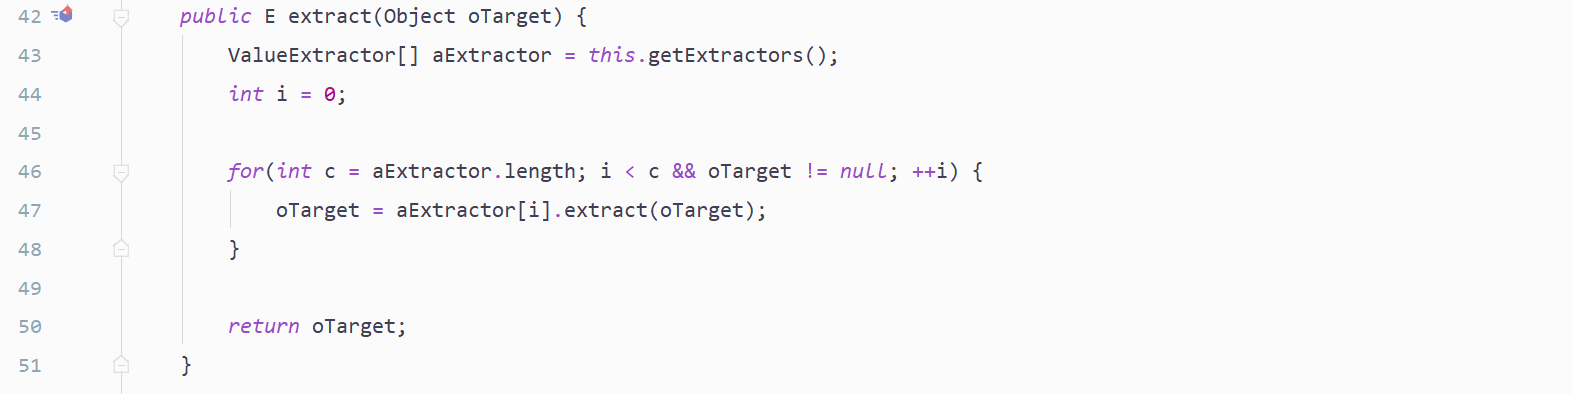 42 public E extract(Object oTarget) {
43 ValueExtractor[] aExtractor = this.getExtractors();
44 int i = 0;
45
46 for(int c = aExtractor.length; i < c && oTarget != null; ++i) {
47 oTarget = aExtractor[i].extract(oTarget);
48 }
49
50 return oTarget;
51 }